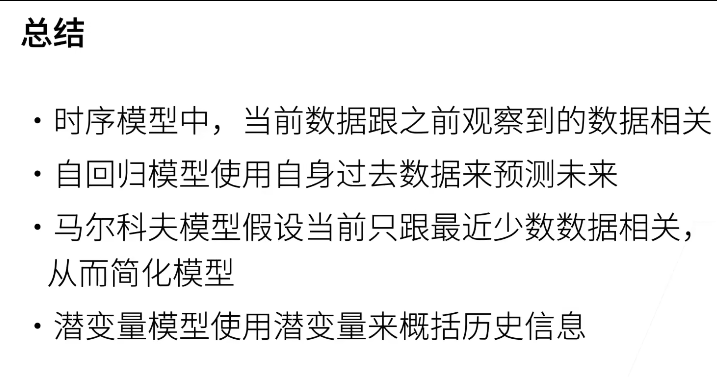 总结
・时序模型中，当前数据跟之前观察到的数据相关
・自回归模型使用自身过去数据来预测未来
・马尔科夫模型假设当前只跟最近少数数据相关，
从而简化模型
・潜变量模型使用潜变量来概括历史信息